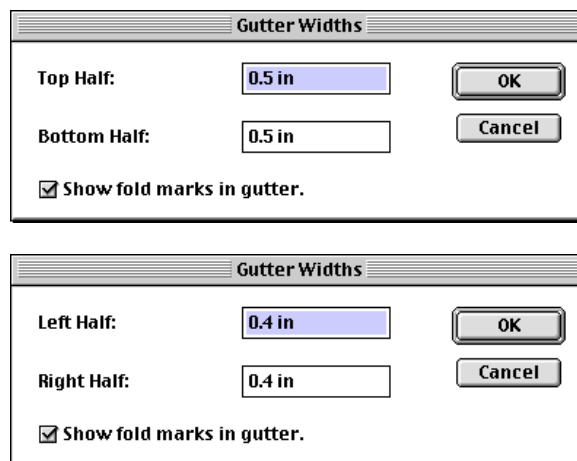 Gutter Widths
Top Half: 0.5 in OK
Bottom Half: 0.5 in Cancel
Show fold marks in gutter.
Gutter Widths
Left Half: 0.4 in OK
Right Half: 0.4 in Cancel
Show fold marks in gutter.